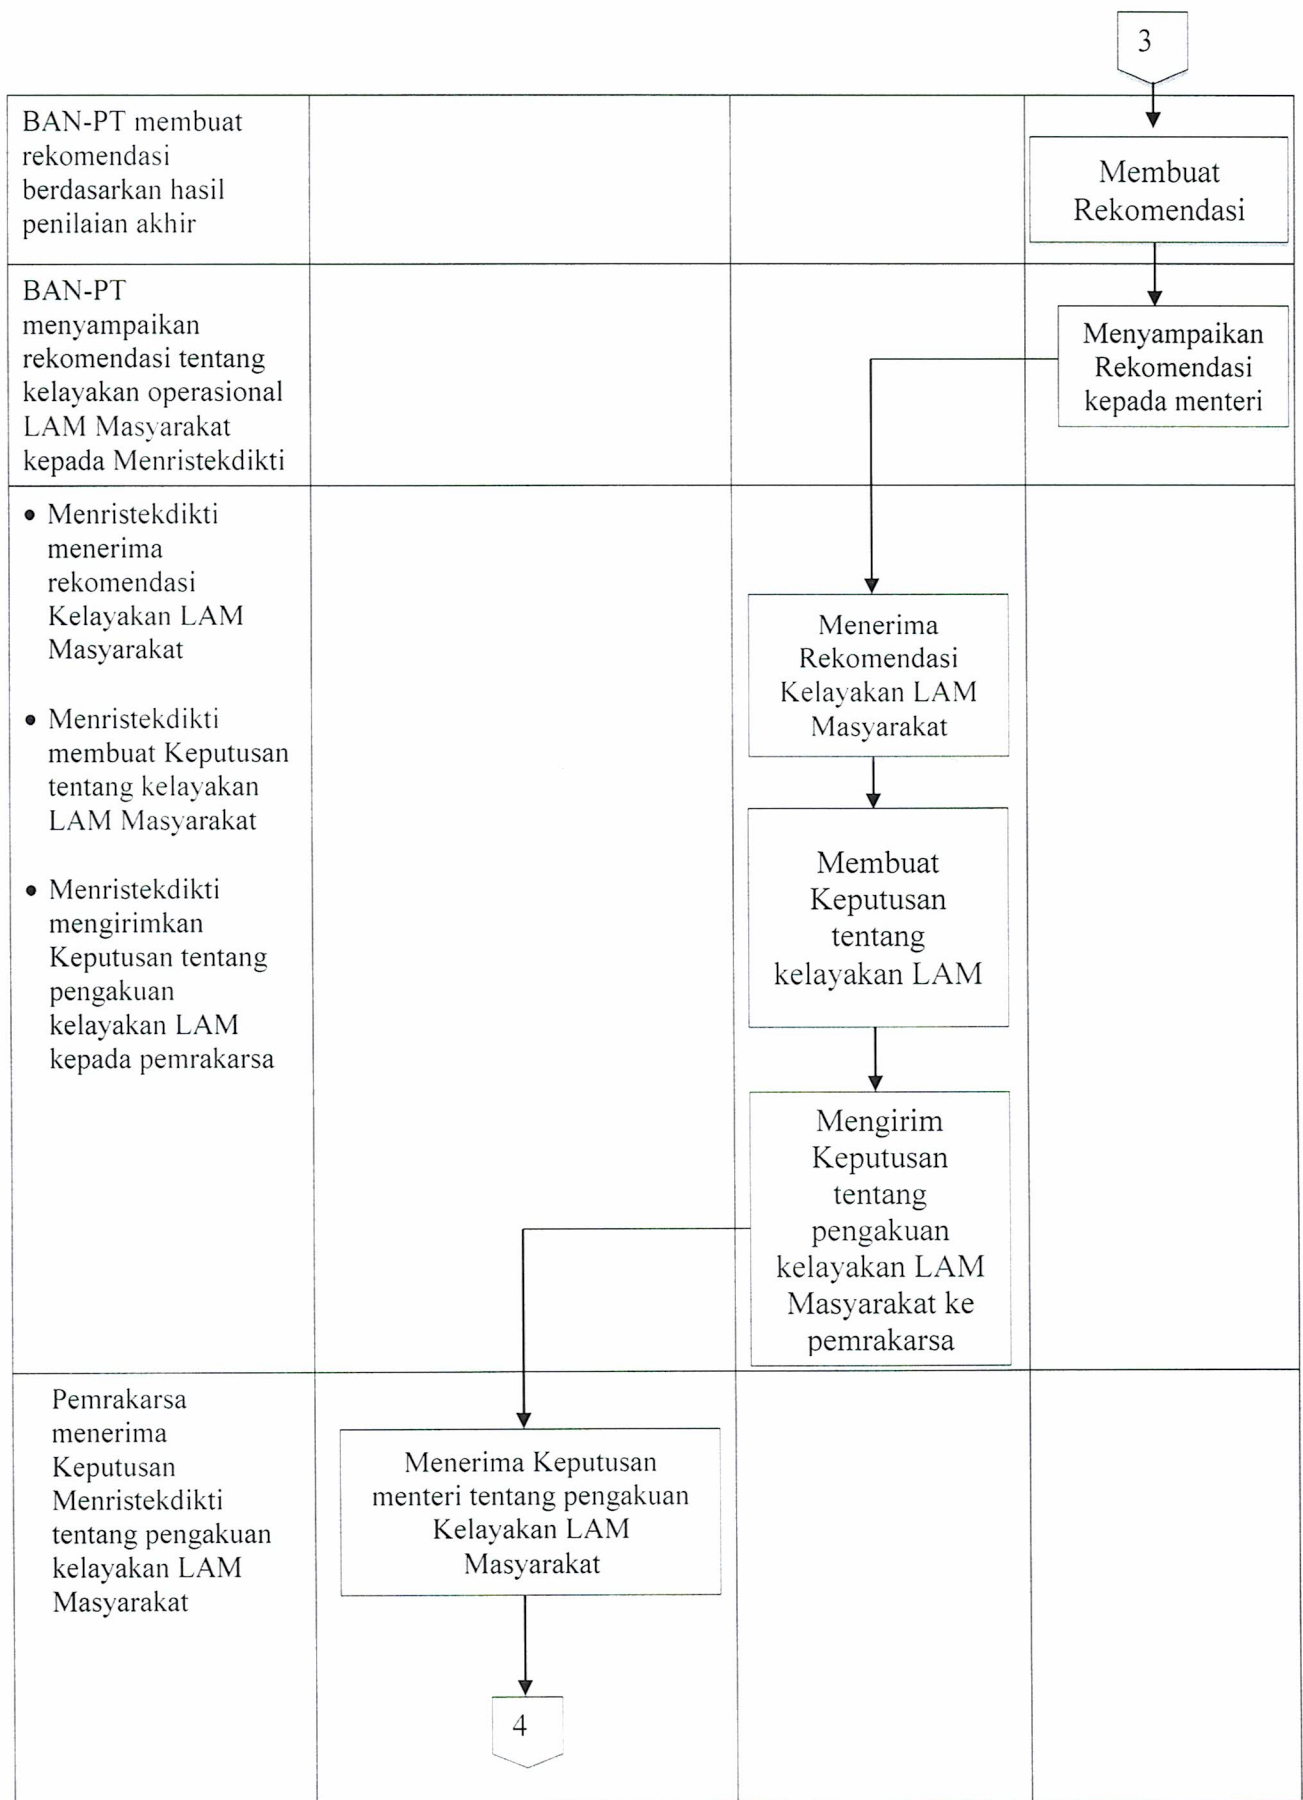 3
BAN-PT membuat
rekomendasi
berdasarkan hasil
penilaian akhir
Membuat
Rekomendasi
BAN-PT
menyampaikan
rekomendasi tentang
kelayakan operasional
LAM Masyarakat
kepada Menristekdikti
Menyampaikan
Rekomendasi
kepada menteri
• Menristekdikti
menerima
rekomendasi
Kelayakan LAM
Masyarakat
• Menristekdikti
membuat Keputusan
tentang kelayakan
LAM Masyarakat
• Menristekdikti
mengirimkan
Keputusan tentang
pengakuan
kelayakan LAM
kepada pemrakarsa
Menerima
Rekomendasi
Kelayakan LAM
Masyarakat
Membuat
Keputusan
tentang
kelayakan LAM
Mengirim
Keputusan
tentang
pengakuan
kelayakan LAM
Masyarakat ke
pemrakarsa
Pemrakarsa
menerima
Keputusan
Menristekdikti
tentang pengakuan
kelayakan LAM
Masyarakat
Menerima Keputusan
menteri tentang pengakuan
Kelayakan LAM
Masyarakat
4